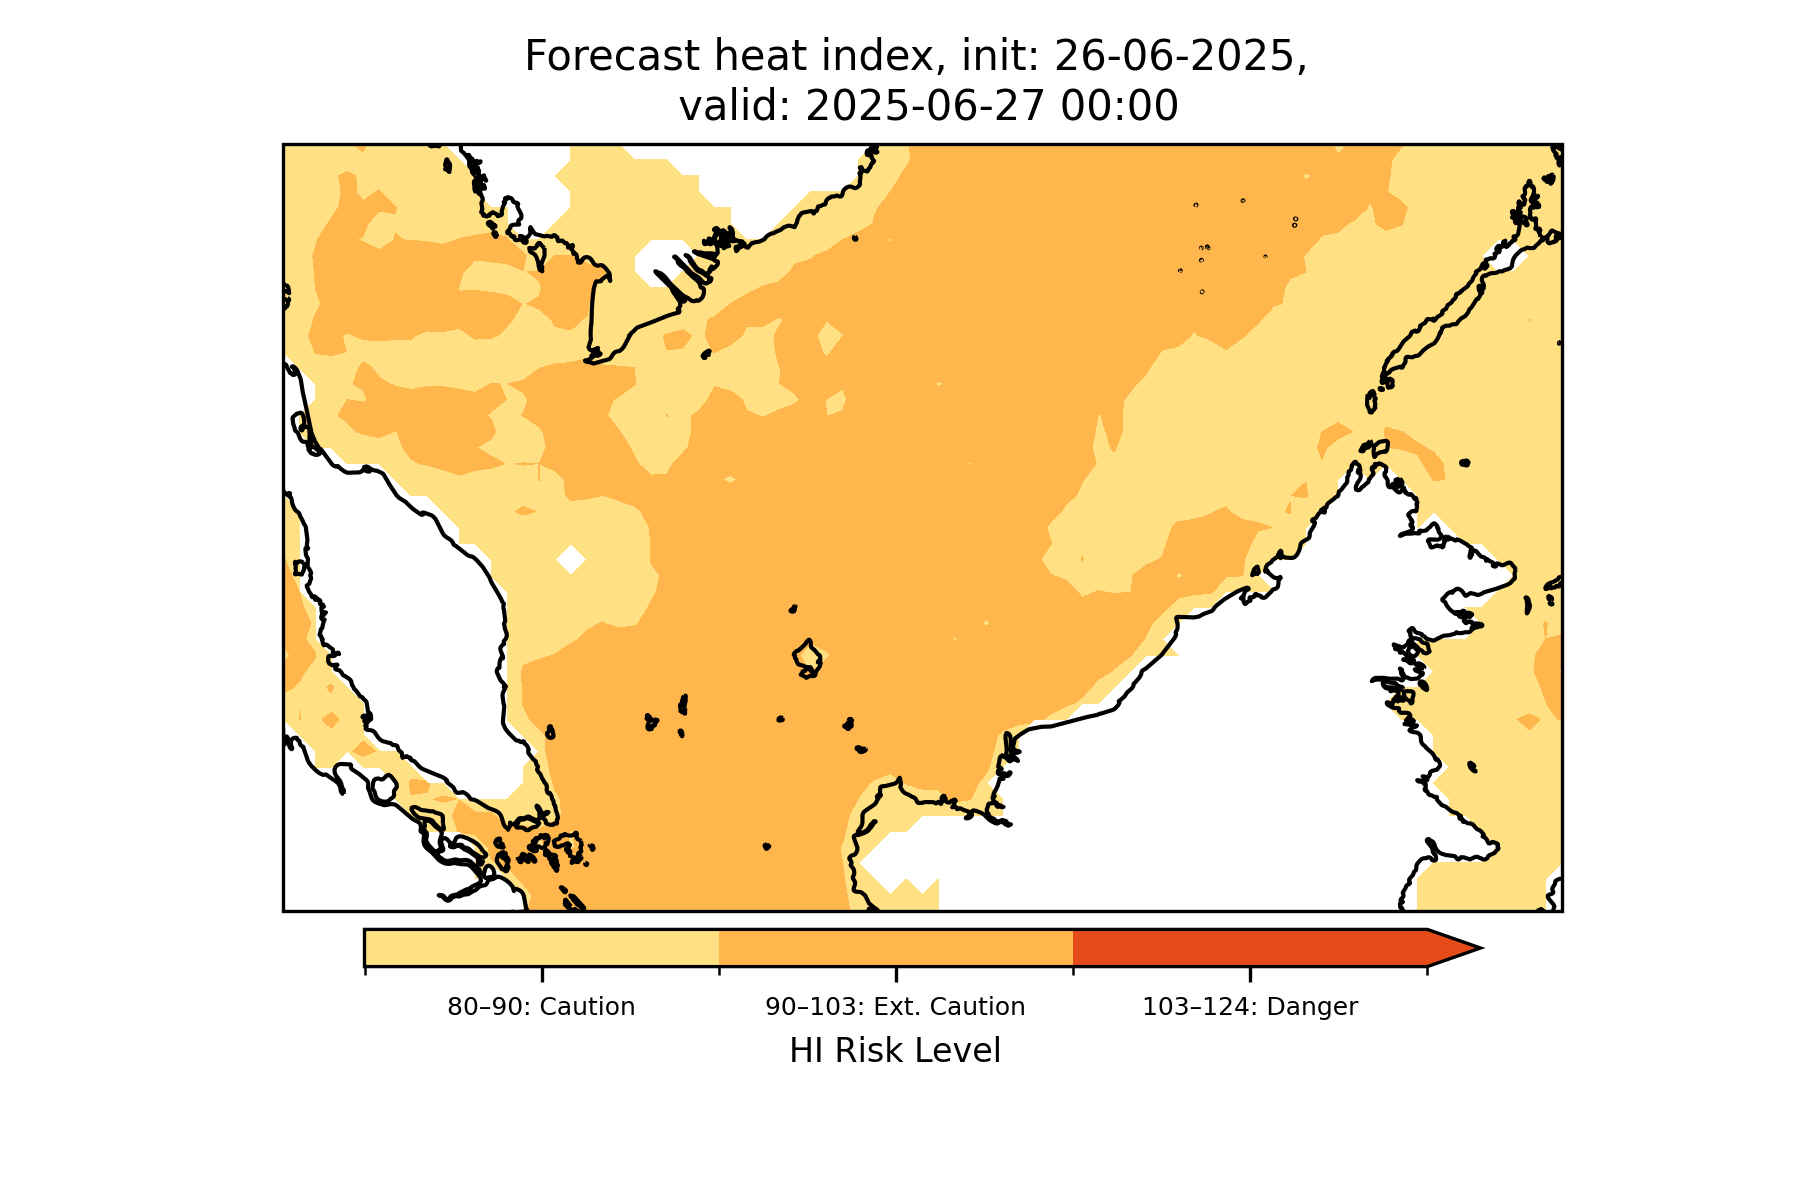 Forecast heat index, init: 26-06-2025,
valid: 2025-06-27 00:00
80–90: Caution
90–103: Ext. Caution
103–124: Danger
HI Risk Level